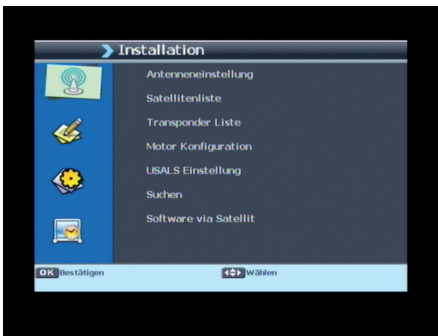 Installation
Antenneneinstellung
Satellitenliste
Transponder Liste
Motor Konfiguration
USALS Einstellung
Suchen
Software via Satellit
OK Bestätigen
Wählen